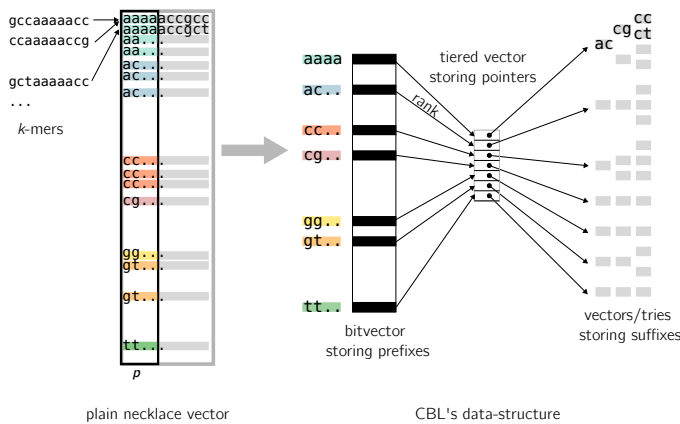 gccaaaaacc
ccaaaaaccg
gctaaaaacc
...
k-mers
aaaaaccgcc
aaaaaccgct
aa...
aa...
ac...
ac...
ac...
cc...
cc...
cc...
cg...
gg...
gt...
gt...
tt...
p
plain necklace vector
aaaa
ac..
cc..
cg..
gg..
gt..
tt..
bitvector
storing prefixes
rank
tiered vector
storing pointers
ac
cg
cc
ct
vectors/tries
storing suffixes
CBL's data-structure